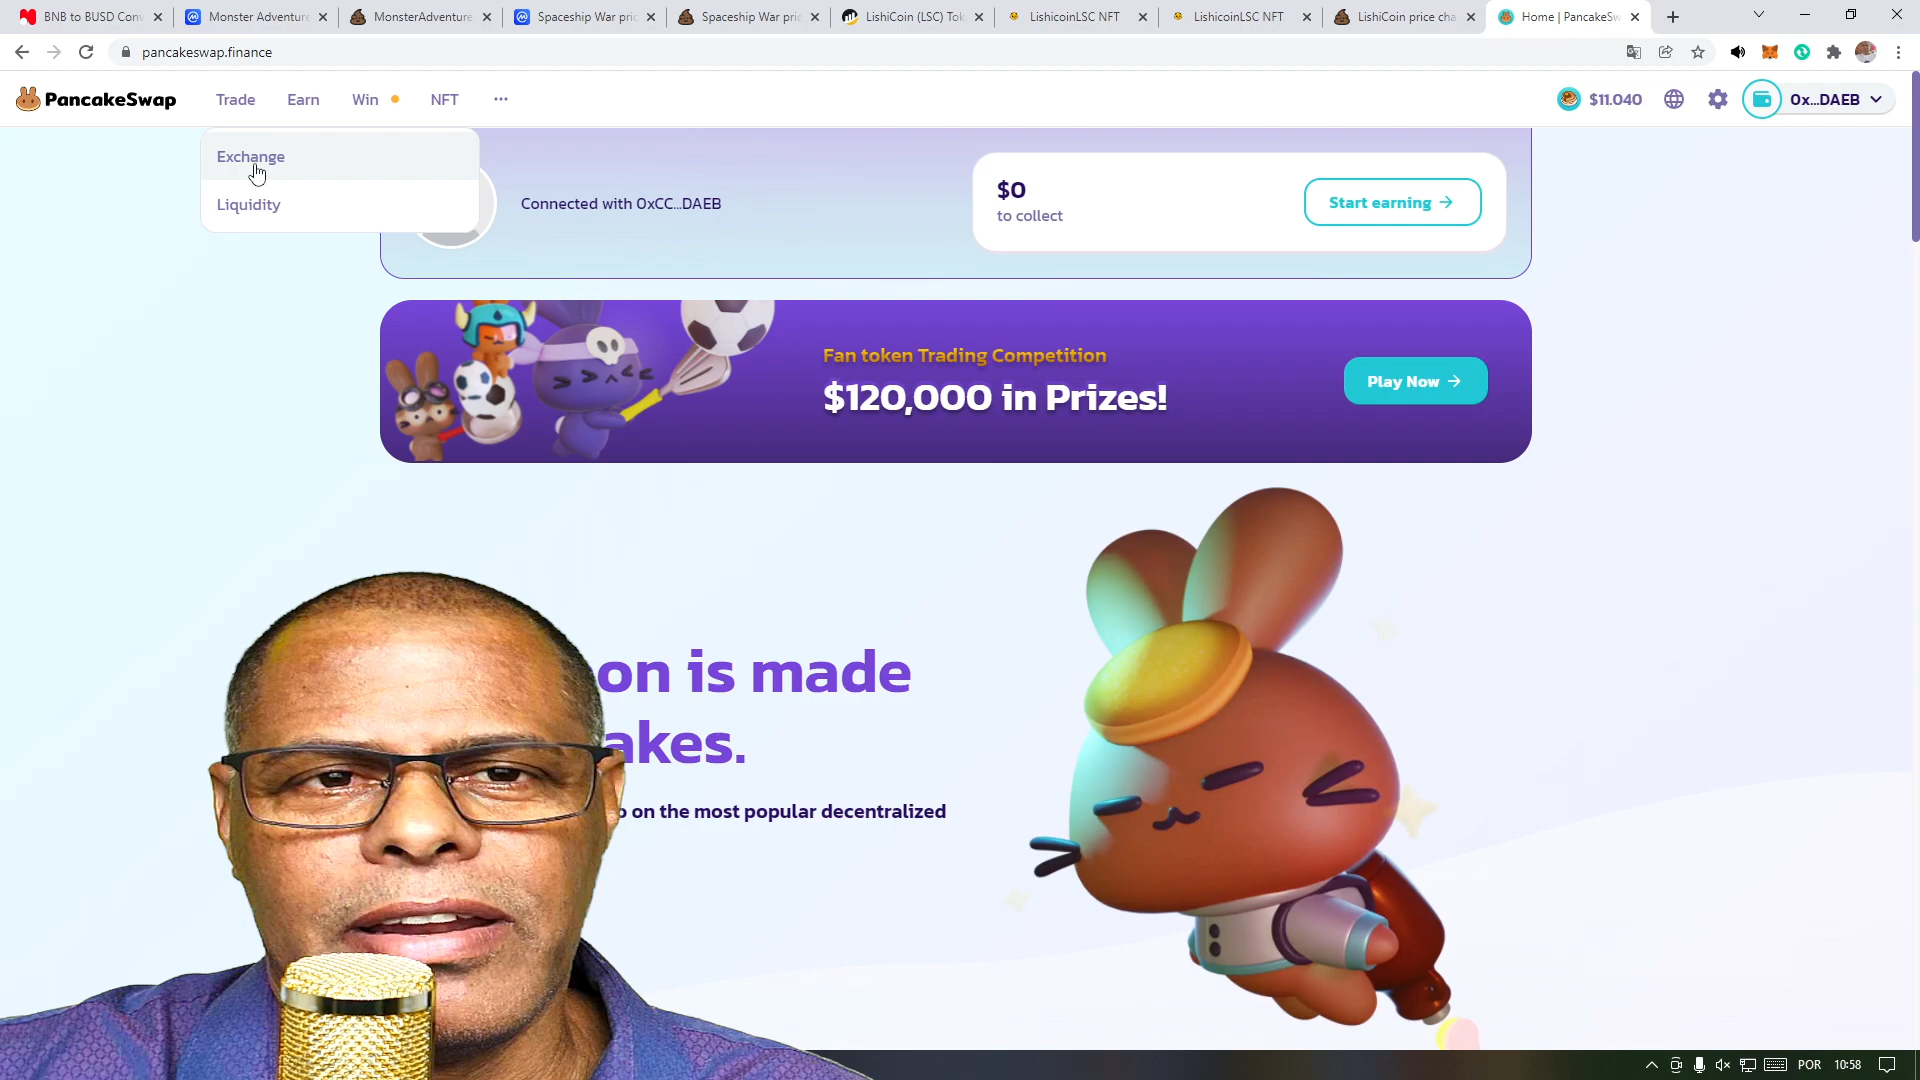 BNB to BUSD Conv
Monster Adventure
MonsterAdventure
Spaceship War pric
Spaceship War pric
LishiCoin (LSC) Tok
LishicoinLSC NFT
LishicoinLSC NFT
LishiCoin price cha
Home | PancakeSw
pancakeswap.finance
PancakeSwap
Trade
Earn
Win
NFT
$11.040
0x...DAEB
Exchange
Liquidity
Connected with 0xCC...DAEB
$0
to collect
Start earning
Fan token Trading Competition
$120,000 in Prizes!
Play Now
on is made
akes.
on the most popular decentralized
POR
10:58